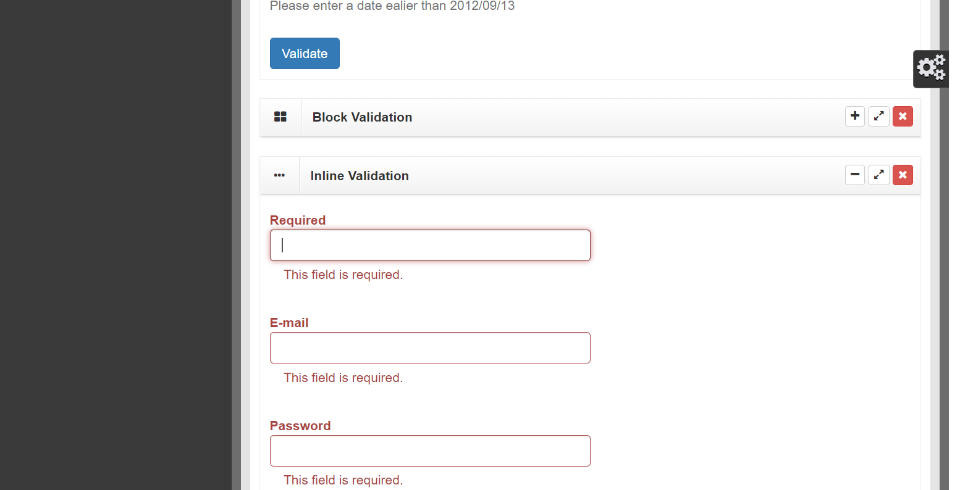 Please enter a date ealier than 2012/09/13
Validate
Block Validation
Inline Validation
Required
This field is required.
E-mail
This field is required.
Password
This field is required.